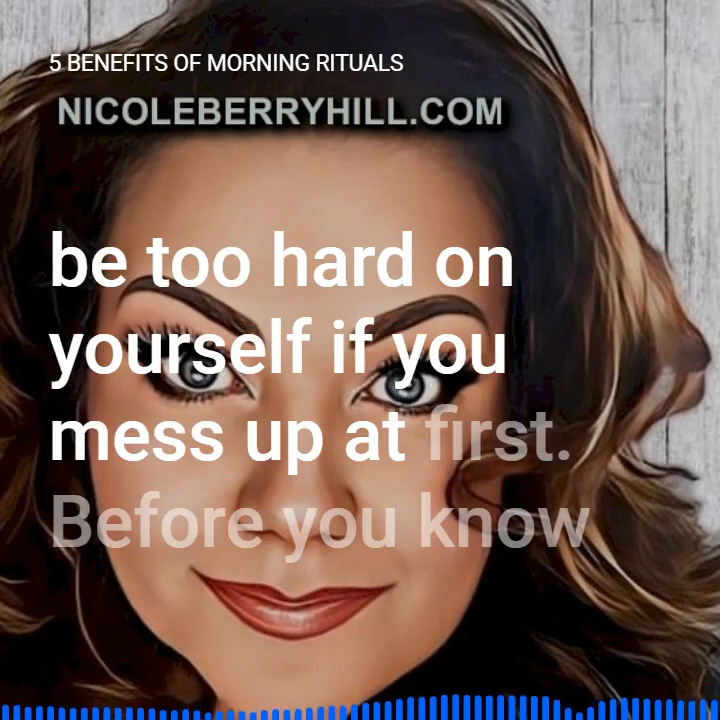 5 BENEFITS OF MORNING RITUALS
NICOLEBERRYHILL.COM
be too hard on
yourself if you
mess up at first.
Before you know